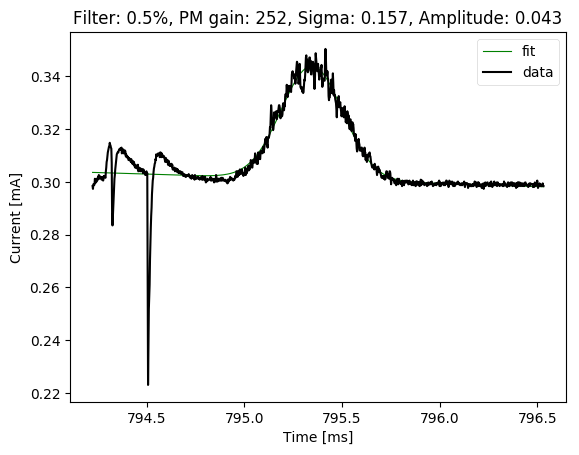 Filter: 0.5%, PM gain: 252, Sigma: 0.157, Amplitude: 0.043
fit
data
0.34
0.32
0.30
0.28
0.26
0.24
0.22
Current [mA]
794.5 795.0 795.5 796.0 796.5
Time [ms]